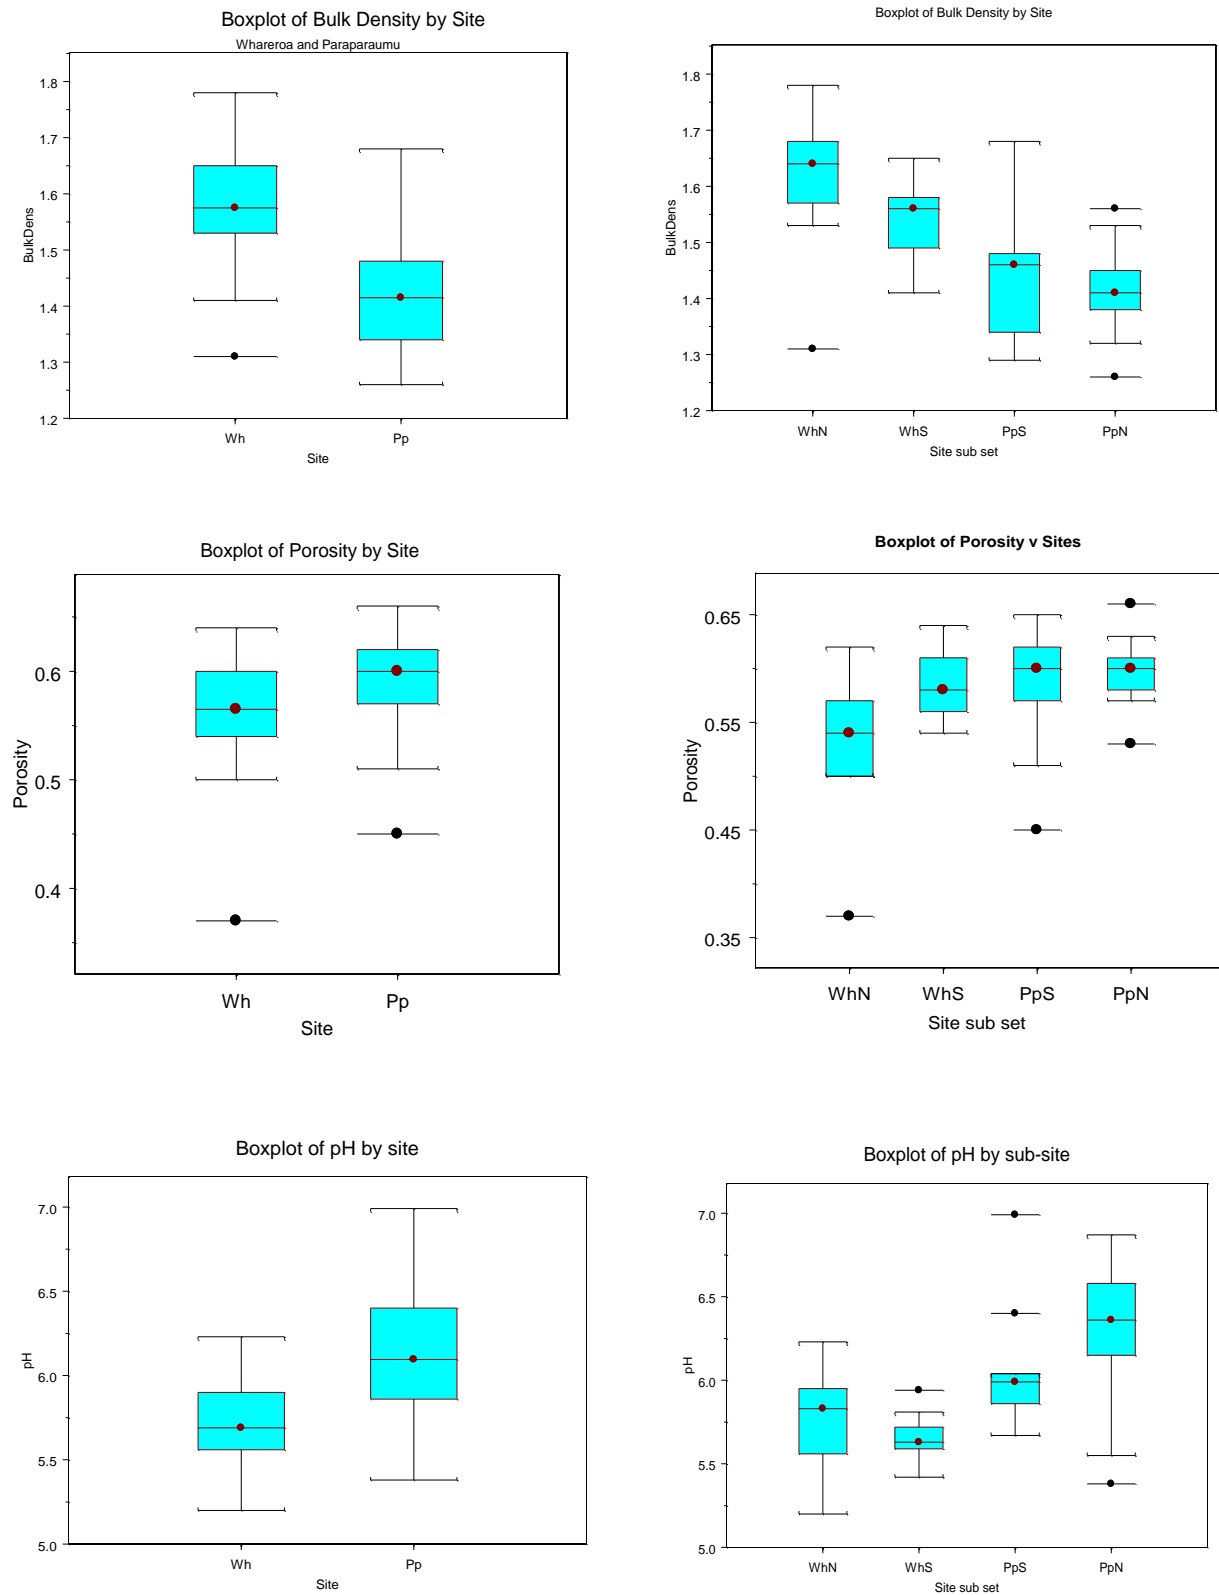 Boxplot of Bulk Density by Site
Whareroa and Paraparaumu
1.8
1.7
1.6
1.5
1.4
1.3
1.2
BulkDens
Wh Pp
Site
Boxplot of Bulk Density by Site
1.8
1.7
1.6
1.5
1.4
1.3
1.2
BulkDens
WhN WhS PpS PpN
Site sub set
Boxplot of Porosity by Site
0.6
0.5
0.4
Porosity
Wh Pp
Site
Boxplot of Porosity v Sites
0.65
0.55
0.45
0.35
Porosity
WhN WhS PpS PpN
Site sub set
Boxplot of pH by site
7.0
6.5
6.0
5.5
5.0
pH
Wh Pp
Site
Boxplot of pH by sub-site
7.0
6.5
6.0
5.5
5.0
pH
WhN WhS PpS PpN
Site sub set